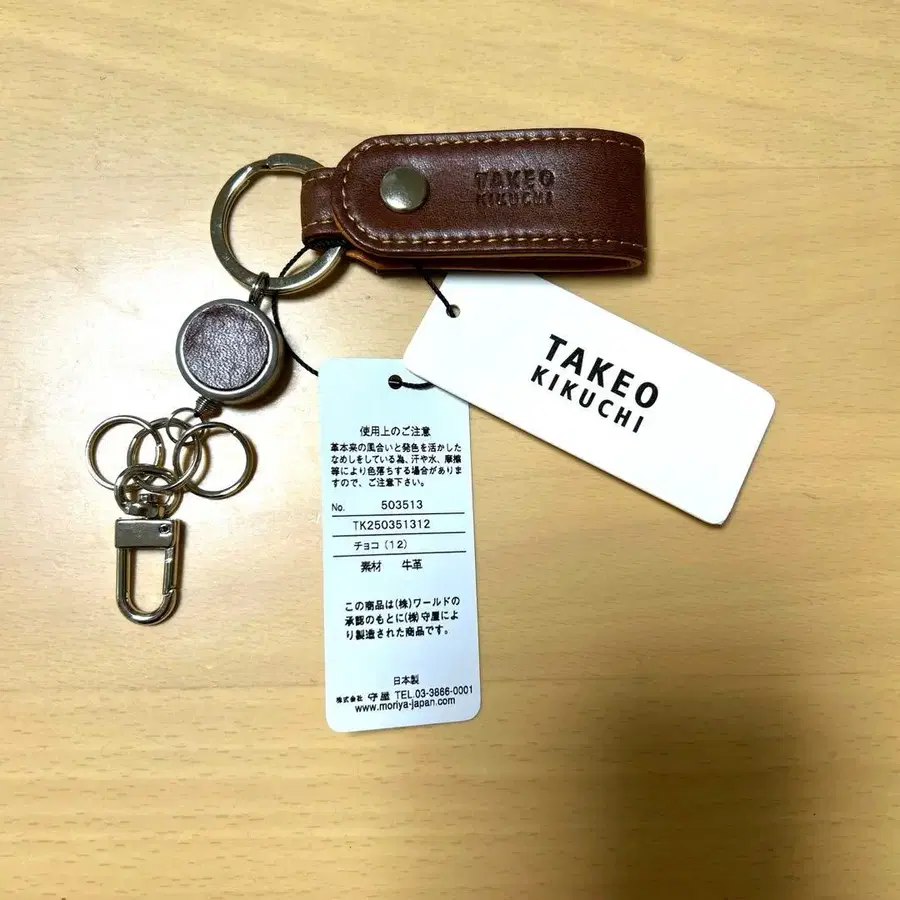 TAKEO
KIKUCHI
TAKEO
KIKUCHI
使用上のご注意
革本来の風合いと発色を活かした
なめしをしている為、汗や水、摩擦
等により色落ちする場合がありま
すので、ご注意下さい。
No. 503513
TK250351312
チョコ(12)
素材 牛革
この商品は(株)ワールドの
承認のもとに(株)守屋によ
り製造された商品です。
日本製
株式会社 守屋 TEL.03-3866-0001
www.moriya-japan.com